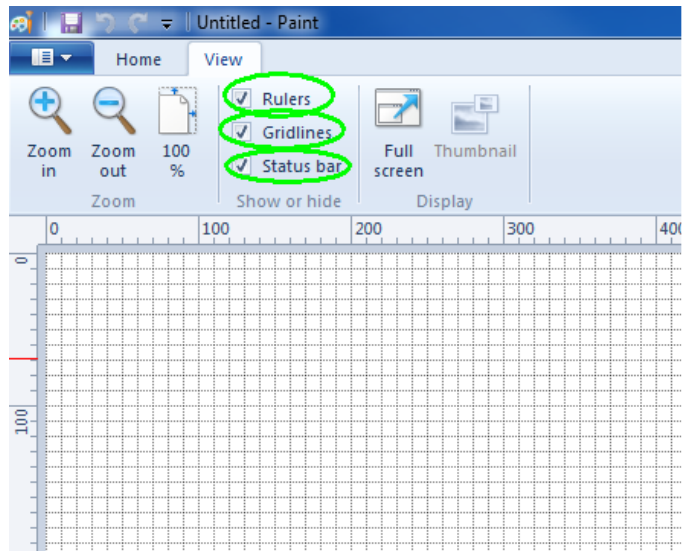 Untitled - Paint
Home View
Rulers
Gridlines
Status bar
Zoom in
Zoom out
100 %
Full screen
Thumbnail
Zoom
Show or hide
Display
0 100 200 300 400
0
100